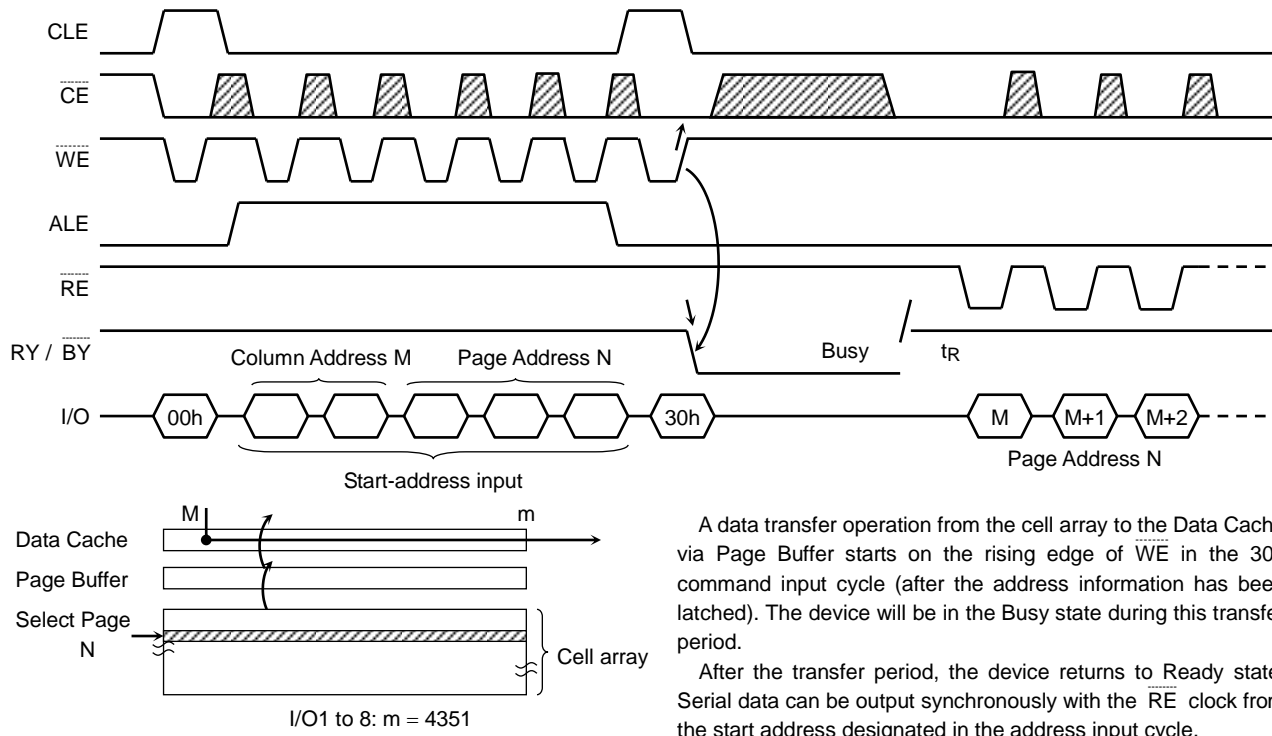 CLE
CE
WE
ALE
RE
RY / BY
Busy
tR
Column Address M
Page Address N
I/O
00h
30h
M
M+1
M+2
Start-address input
Page Address N
M
m
Data Cache
Page Buffer
Select Page
N
Cell array
I/O1 to 8: m = 4351
A data transfer operation from the cell array to the Data Cach
via Page Buffer starts on the rising edge of WE in the 30
command input cycle (after the address information has bee
latched). The device will be in the Busy state during this transfe
period.
After the transfer period, the device returns to Ready state
Serial data can be output synchronously with the RE clock fro
the start address designated in the address input cycle.